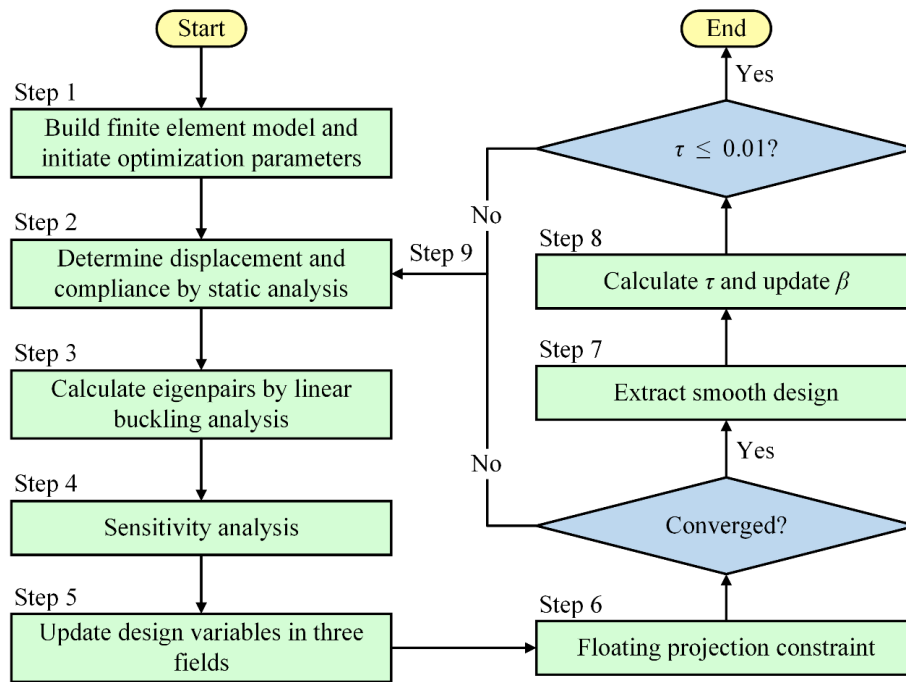 Start
Step 1
Build finite element model and
initiate optimization parameters
Step 2
Determine displacement and
compliance by static analysis
Step 3
Calculate eigenpairs by linear
buckling analysis
Step 4
Sensitivity analysis
Step 5
Update design variables in three
fields
Step 6
Floating projection constraint
Converged?
Yes
No
Step 7
Extract smooth design
Step 8
Calculate τ and update β
τ ≤ 0.01?
No
Step 9
Yes
End